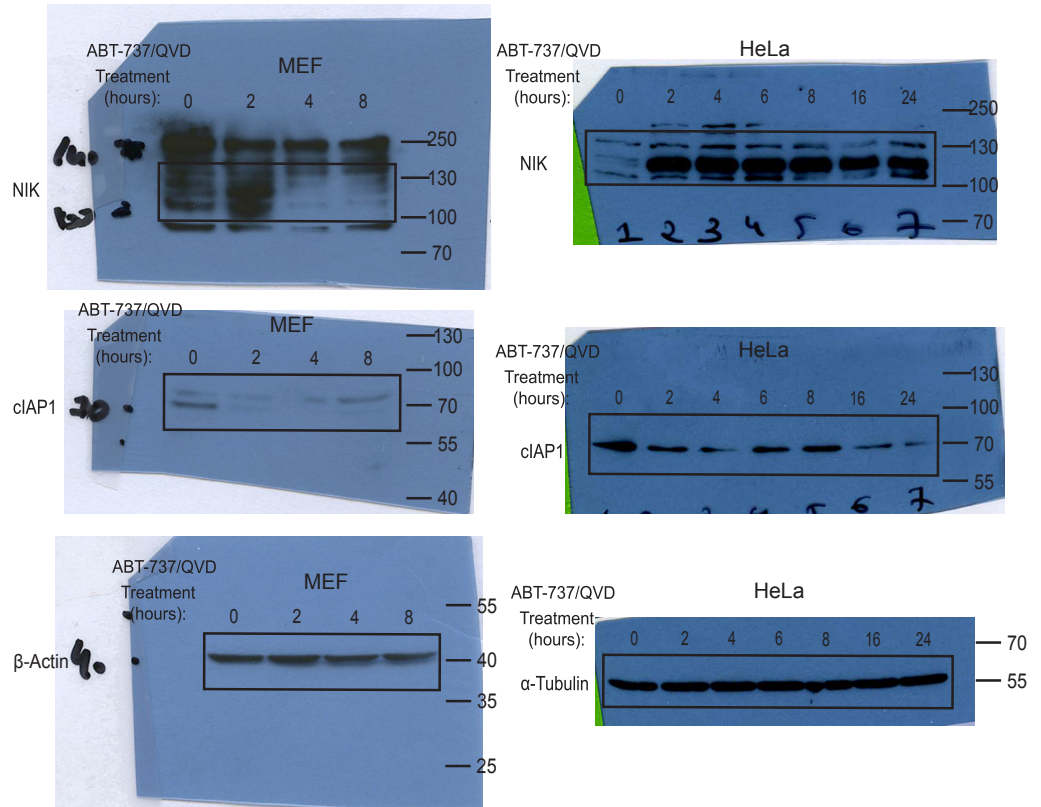 ABT-737/QVD
Treatment
(hours):
MEF
0 2 4 8
NIK
250
130
100
70
ABT-737/QVD
Treatment
(hours):
HeLa
0 2 4 6 8 16 24
NIK
250
130
100
70
1 2 3 4 5 6 7
ABT-737/QVD
Treatment
(hours):
MEF
0 2 4 8
cIAP1
70
130
100
70
55
40
ABT-737/QVD
Treatment
(hours):
HeLa
0 2 4 6 8 16 24
cIAP1
130
100
70
55
6 7
ABT-737/QVD
Treatment
(hours):
MEF
0 2 4 8
β-Actin
40
55
40
35
25
ABT-737/QVD
Treatment
(hours):
HeLa
0 2 4 6 8 16 24
α-Tubulin
70
55